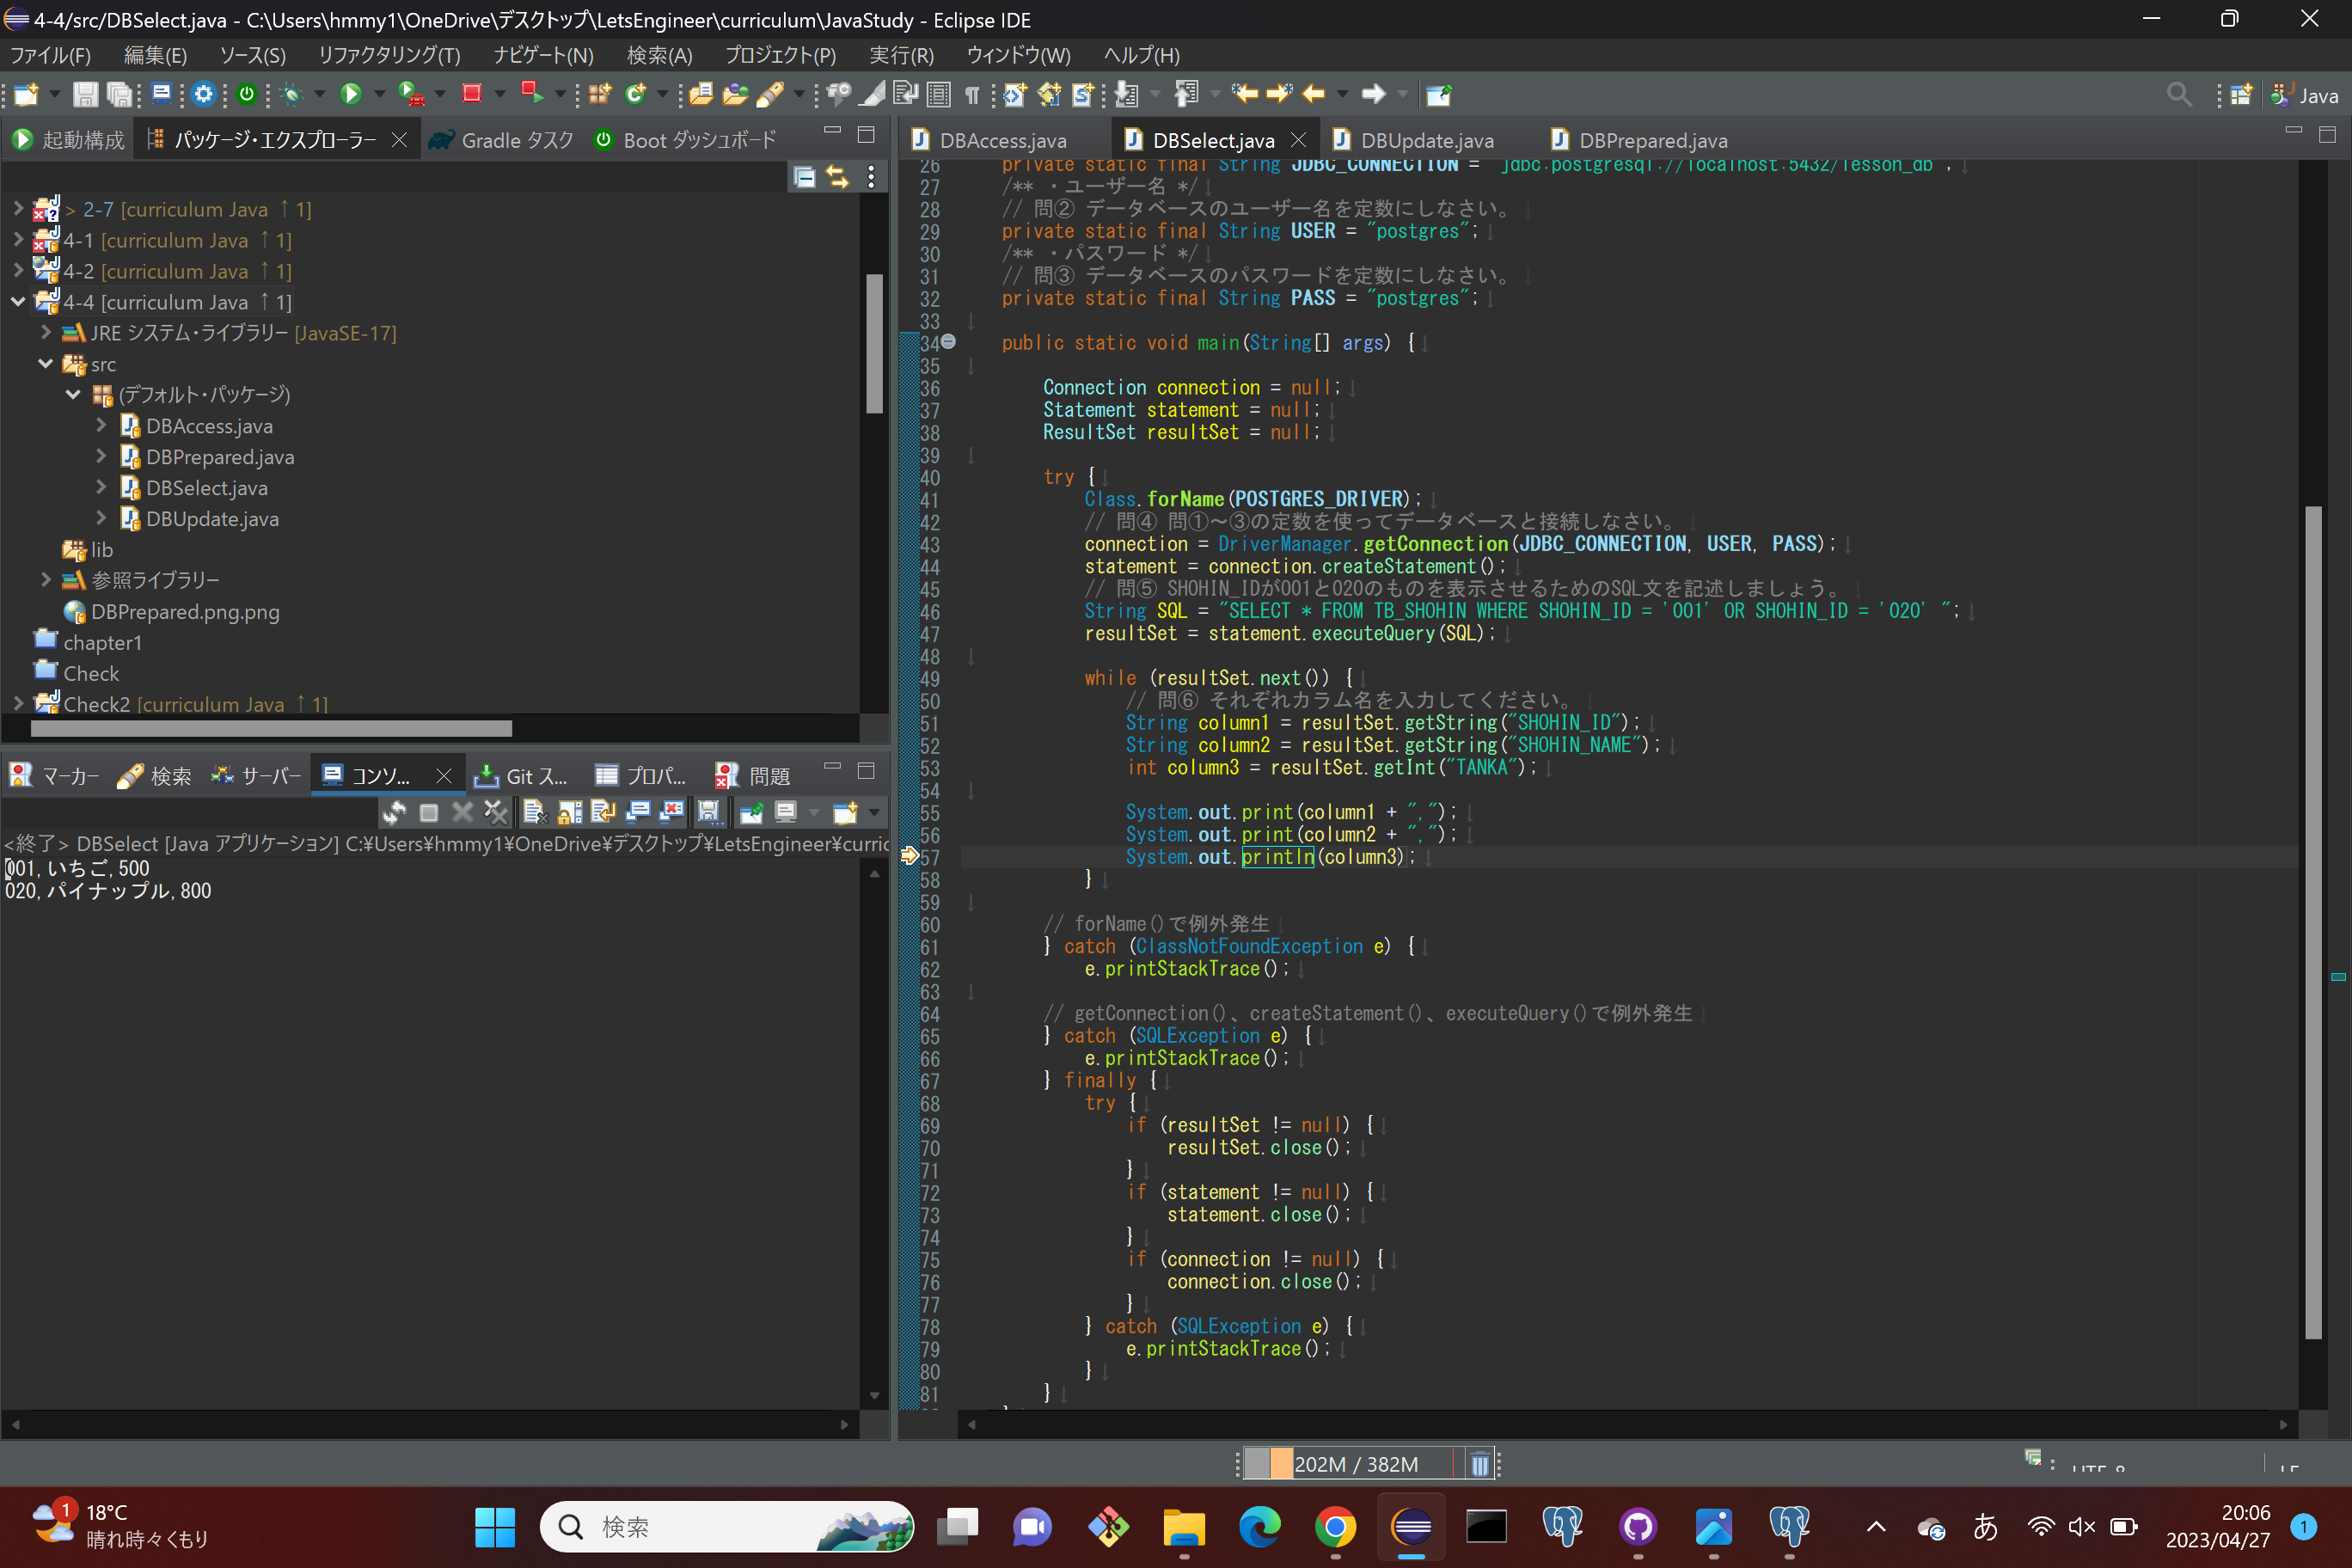 4-4/src/DBSelect.java - C:\Users\hmmy1\OneDrive\デスクトップ\LetsEngineer\curriculum\JavaStudy - Eclipse IDE
ファイル(F) 編集(E) ソース(S) リファクタリング(T) ナビゲート(N) 検索(A) プロジェクト(P) 実行(R) ウィンドウ(W) ヘルプ(H)
Java
起動構成 パッケージ・エクスプローラー Gradle タスク Boot ダッシュボード
> 2-7 [curriculum Java ↑1]
4-1 [curriculum Java ↑1]
4-2 [curriculum Java ↑1]
4-4 [curriculum Java ↑1]
JRE システム・ライブラリー [JavaSE-17]
src
(デフォルト・パッケージ)
DBAccess.java
DBPrepared.java
DBSelect.java
DBUpdate.java
lib
参照ライブラリー
DBPrepared.png.png
chapter1
Check
Check2 [curriculum Java ↑1]
マーカー 検索 サーバー コンソ... Git ス... プロパ... 問題
<終了> DBSelect [Java アプリケーション] C:¥Users¥hmmy1¥OneDrive¥デスクトップ¥LetsEngineer¥curric
001,いちご,500
020,パイナップル,800
DBAccess.java DBSelect.java DBUpdate.java DBPrepared.java
26 private static final String JDBC_CONNECTION = "jdbc:postgresql://localhost:5432/lesson_db";
27 /** ・ユーザー名 */
28 // 問② データベースのユーザー名を定数にしなさい。
29 private static final String USER = "postgres";
30 /** ・パスワード */
31 // 問③ データベースのパスワードを定数にしなさい。
32 private static final String PASS = "postgres";
33
34 public static void main(String[] args) {
35
36 Connection connection = null;
37 Statement statement = null;
38 ResultSet resultSet = null;
39
40 try {
41 Class.forName(POSTGRES_DRIVER);
42 // 問④ 問①～③の定数を使ってデータベースと接続しなさい。
43 connection = DriverManager.getConnection(JDBC_CONNECTION, USER, PASS);
44 statement = connection.createStatement();
45 // 問⑤ SHOHIN_IDが001と020のものを表示させるためのSQL文を記述しましょう。
46 String SQL = "SELECT * FROM TB_SHOHIN WHERE SHOHIN_ID = '001' OR SHOHIN_ID = '020' ";
47 resultSet = statement.executeQuery(SQL);
48
49 while (resultSet.next()) {
50 // 問⑥ それぞれカラム名を入力してください。
51 String column1 = resultSet.getString("SHOHIN_ID");
52 String column2 = resultSet.getString("SHOHIN_NAME");
53 int column3 = resultSet.getInt("TANKA");
54
55 System.out.print(column1 + ",");
56 System.out.print(column2 + ",");
57 System.out.println(column3);
58 }
59
60 // forName()で例外発生
61 } catch (ClassNotFoundException e) {
62 e.printStackTrace();
63
64 // getConnection()、createStatement()、executeQuery()で例外発生
65 } catch (SQLException e) {
66 e.printStackTrace();
67 } finally {
68 try {
69 if (resultSet != null) {
70 resultSet.close();
71 }
72 if (statement != null) {
73 statement.close();
74 }
75 if (connection != null) {
76 connection.close();
77 }
78 } catch (SQLException e) {
79 e.printStackTrace();
80 }
81 }
202M / 382M
1
18°C
晴れ時々くもり
検索
あ
20:06
2023/04/27
1